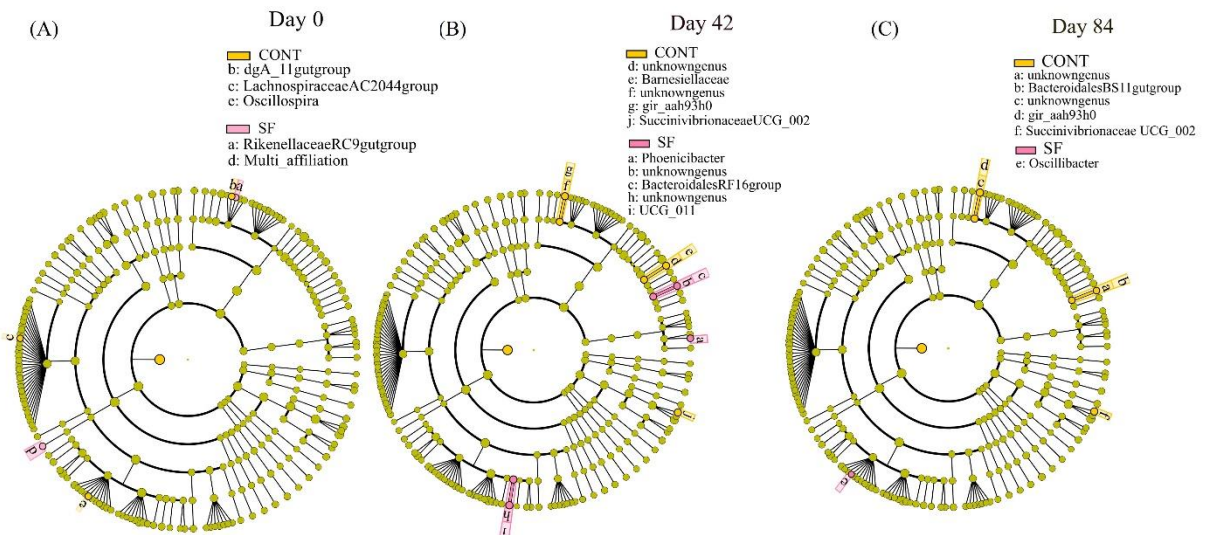 (A)
Day 0
CONT
b: dgA_11gutgroup
c: LachnospiraceaeAC2044group
e: Oscillospira
SF
a: RikenellaceaeRC9gutgroup
d: Multi_affiliation
ba
c
d
e
(B)
Day 42
CONT
d: unknowngenus
e: Barnesiellaceae
f: unknowngenus
g: gir_aah93h0
j: SuccinivibrionaceaeUCG_002
SF
a: Phoenicibacter
b: unknowngenus
c: BacteroidalesRF16group
h: unknowngenus
i: UCG_011
g
f
e
d
c
b
a
j
h
i
(C)
Day 84
CONT
a: unknowngenus
b: BacteroidalesBS11gutgroup
c: unknowngenus
d: gir_aah93h0
f: Succinivibrionaceae UCG_002
SF
e: Oscillibacter
d
c
b
a
f
e